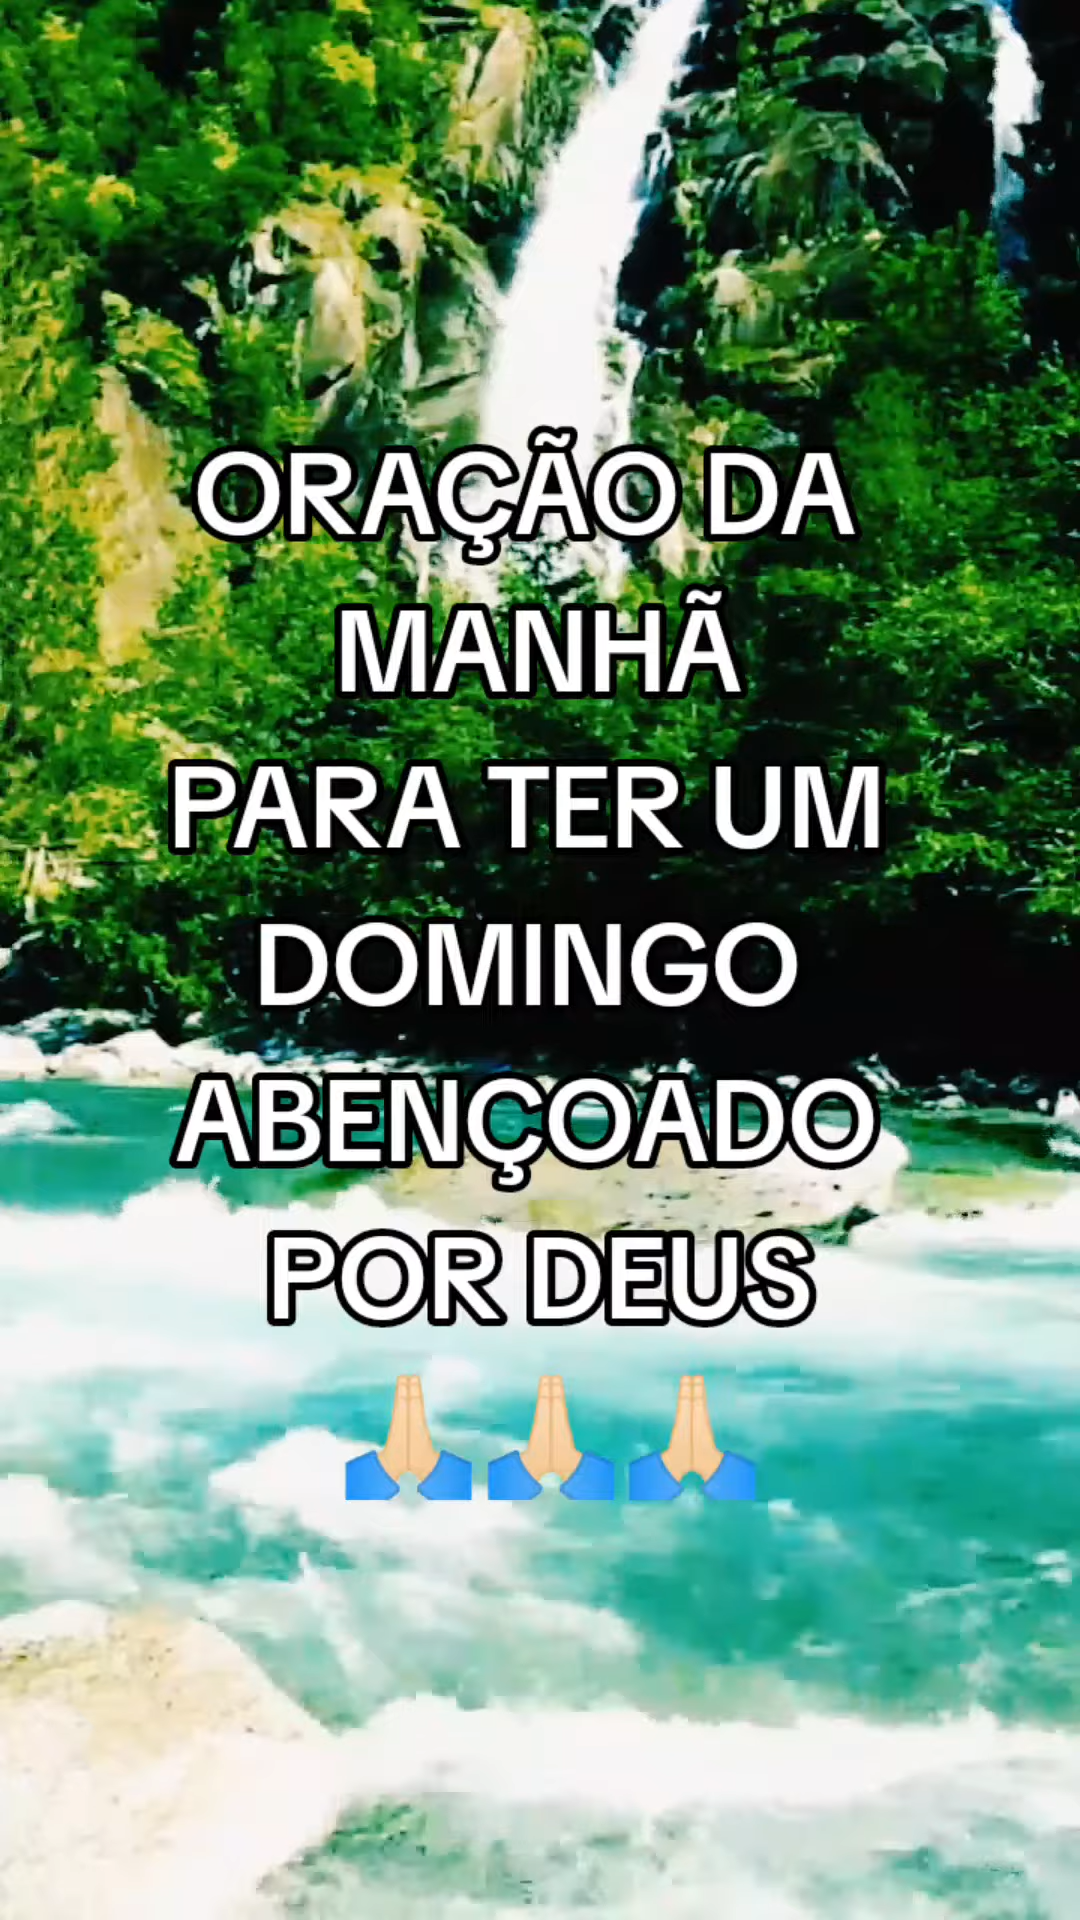 ORAÇÃO DA
MANHÃ
PARA TER UM
DOMINGO
ABENÇOADO
POR DEUS
🙏🏻🙏🏻🙏🏻